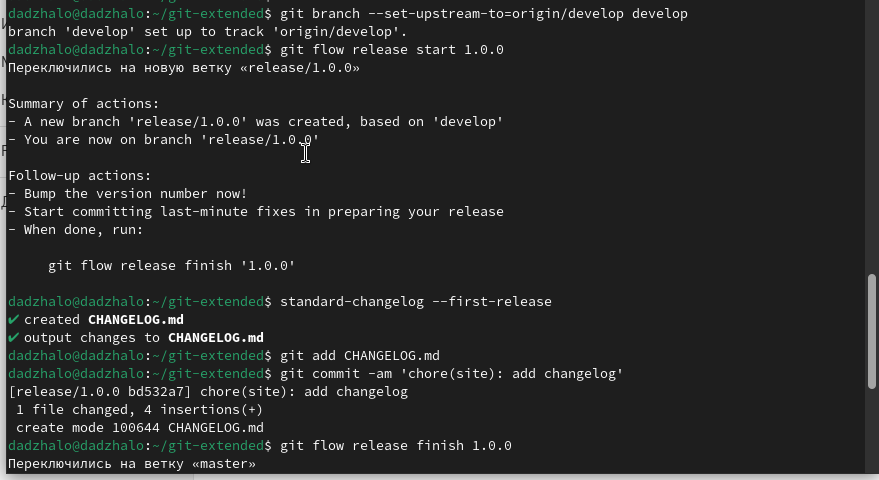 dadzhalo@dadzhalo:~/git-extended$ git branch --set-upstream-to=origin/develop develop
branch 'develop' set up to track 'origin/develop'.
dadzhalo@dadzhalo:~/git-extended$ git flow release start 1.0.0
Переключились на новую ветку «release/1.0.0»
Summary of actions:
- A new branch 'release/1.0.0' was created, based on 'develop'
- You are now on branch 'release/1.0.0'
Follow-up actions:
- Bump the version number now!
- Start committing last-minute fixes in preparing your release
- When done, run:
git flow release finish '1.0.0'
dadzhalo@dadzhalo:~/git-extended$ standard-changelog --first-release
✔ created CHANGELOG.md
✔ output changes to CHANGELOG.md
dadzhalo@dadzhalo:~/git-extended$ git add CHANGELOG.md
dadzhalo@dadzhalo:~/git-extended$ git commit -am 'chore(site): add changelog'
[release/1.0.0 bd532a7] chore(site): add changelog
1 file changed, 4 insertions(+)
create mode 100644 CHANGELOG.md
dadzhalo@dadzhalo:~/git-extended$ git flow release finish 1.0.0
Переключились на ветку «master»